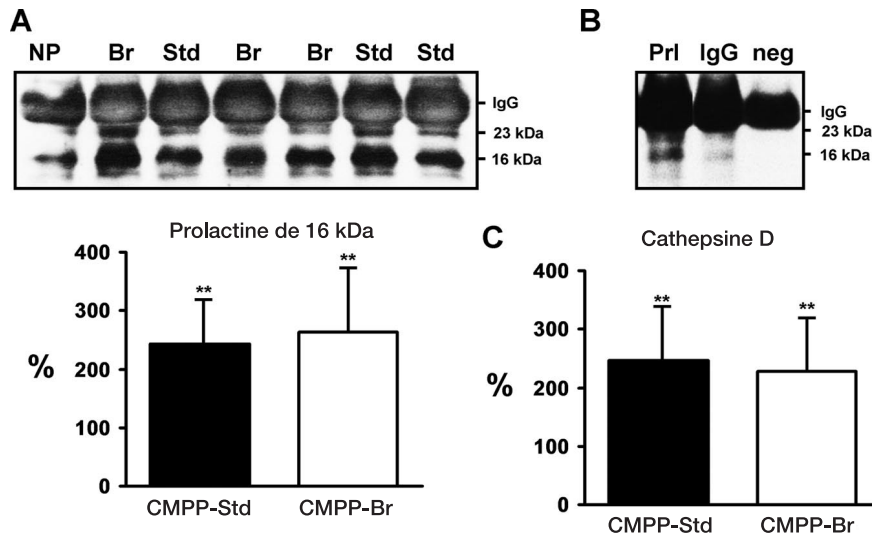 A
NP Br Std Br Br Std Std
IgG
23 kDa
16 kDa
B
Prl IgG neg
IgG
23 kDa
16 kDa
Prolactine de 16 kDa
400
300
200
100
0
%
**
**
CMPP-Std CMPP-Br
C
Cathepsine D
400
300
200
100
0
%
**
**
CMPP-Std CMPP-Br